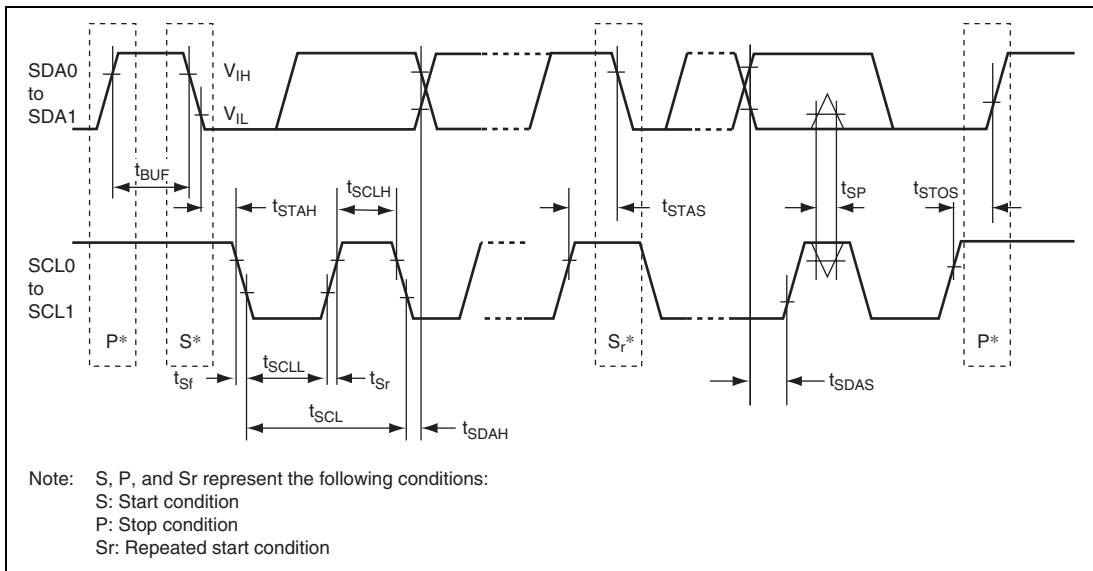 SDA0
to
SDA1
V_IH
V_IL
t_BUF
t_STAH
t_SCLH
t_STAS
t_SP
t_STOS
SCL0
to
SCL1
P*
S*
S_r*
P*
t_Sf
t_SCLL
t_Sr
t_SCL
t_SDAH
t_SDAS
Note: S, P, and Sr represent the following conditions:
S: Start condition
P: Stop condition
Sr: Repeated start condition